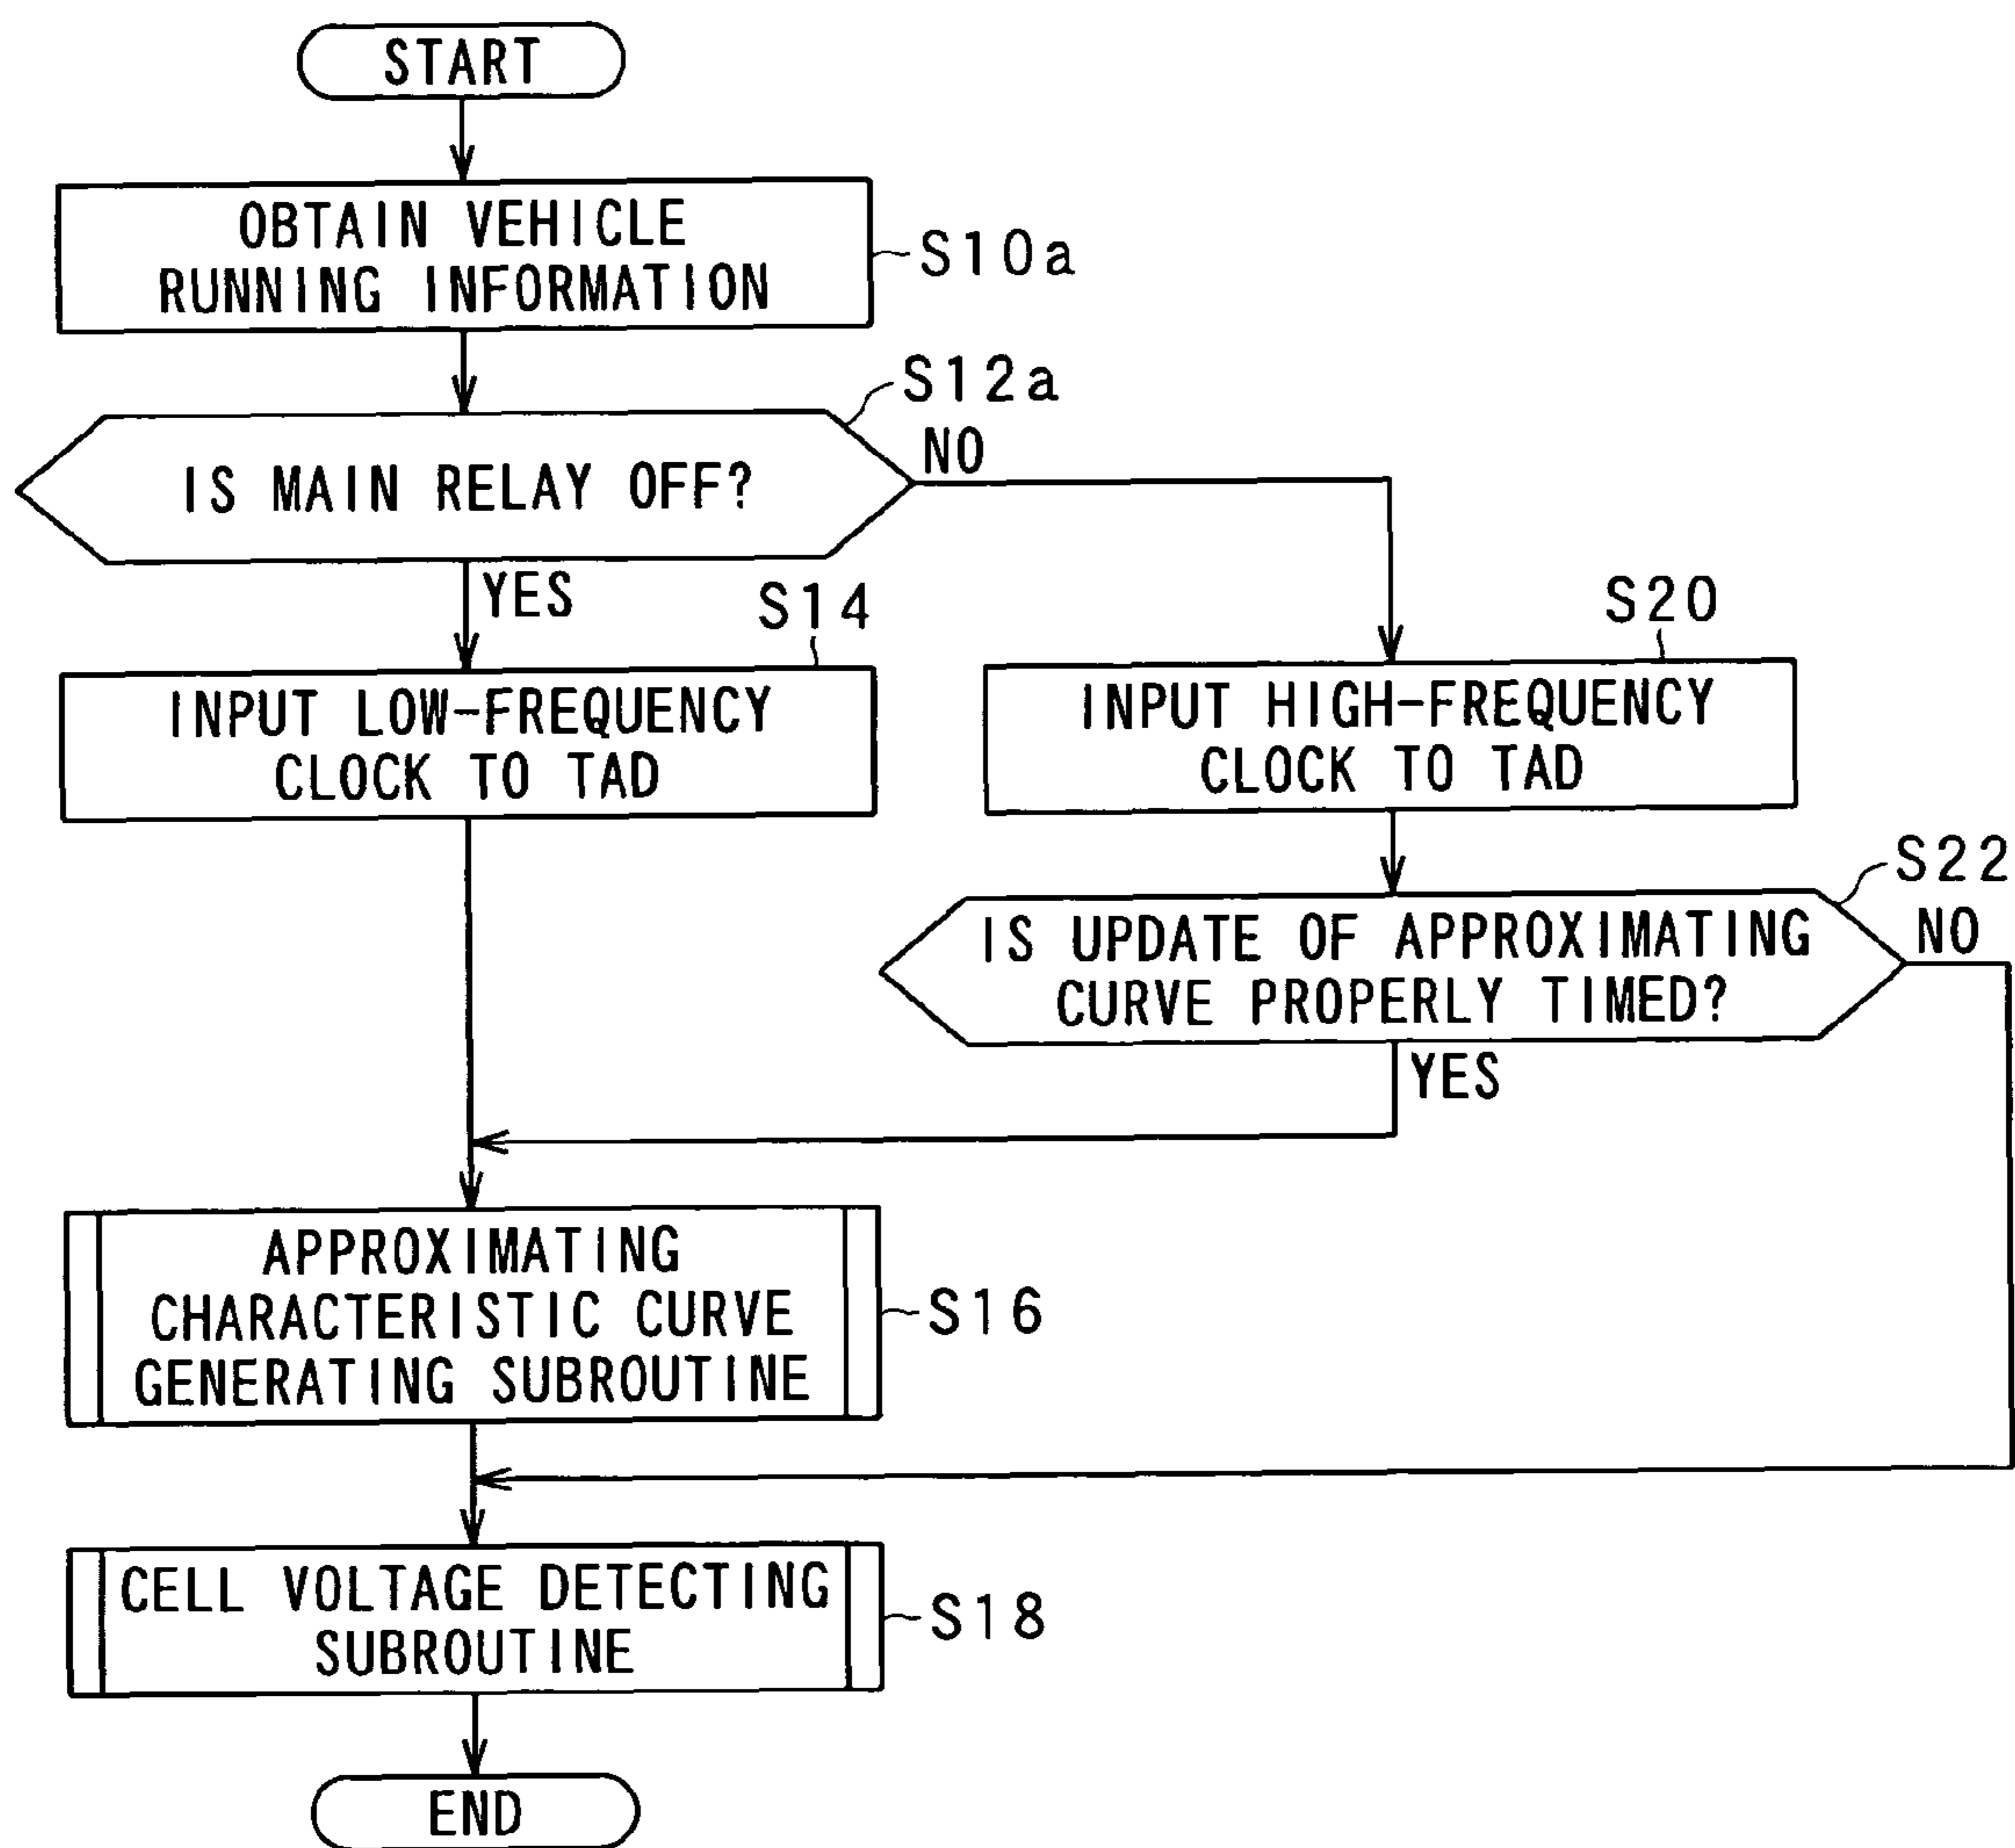 START
OBTAIN VEHICLE
RUNNING INFORMATION
S10a
S12a
IS MAIN RELAY OFF?
NO
YES
S14
INPUT LOW-FREQUENCY
CLOCK TO TAD
S20
INPUT HIGH-FREQUENCY
CLOCK TO TAD
S22
IS UPDATE OF APPROXIMATING
CURVE PROPERLY TIMED?
NO
YES
APPROXIMATING
CHARACTERISTIC CURVE
GENERATING SUBROUTINE
S16
CELL VOLTAGE DETECTING
SUBROUTINE
S18
END